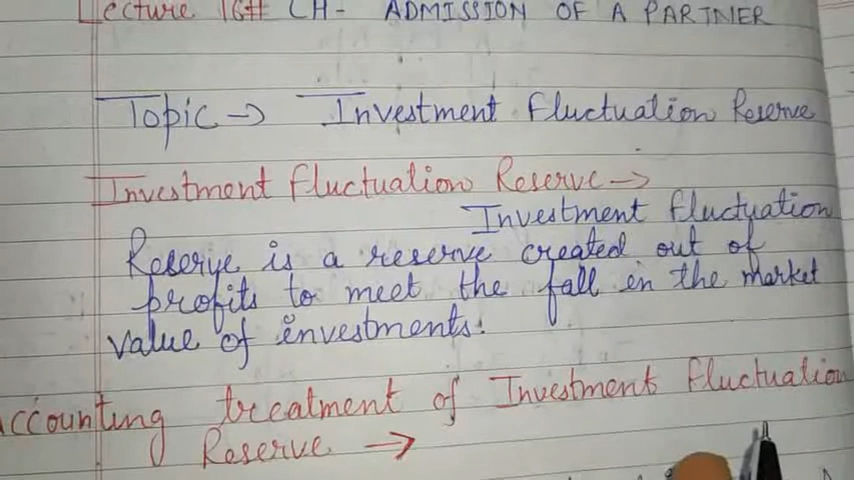 Lecture 16# CH- ADMISSION OF A PARTNER
Topic → Investment Fluctuation Reserve
Investment Fluctuation Reserve →
Investment Fluctuation
Reserve is a reserve created out of
profits to meet the fall in the market
value of investments.
Accounting treatment of Investment Fluctuation
Reserve →